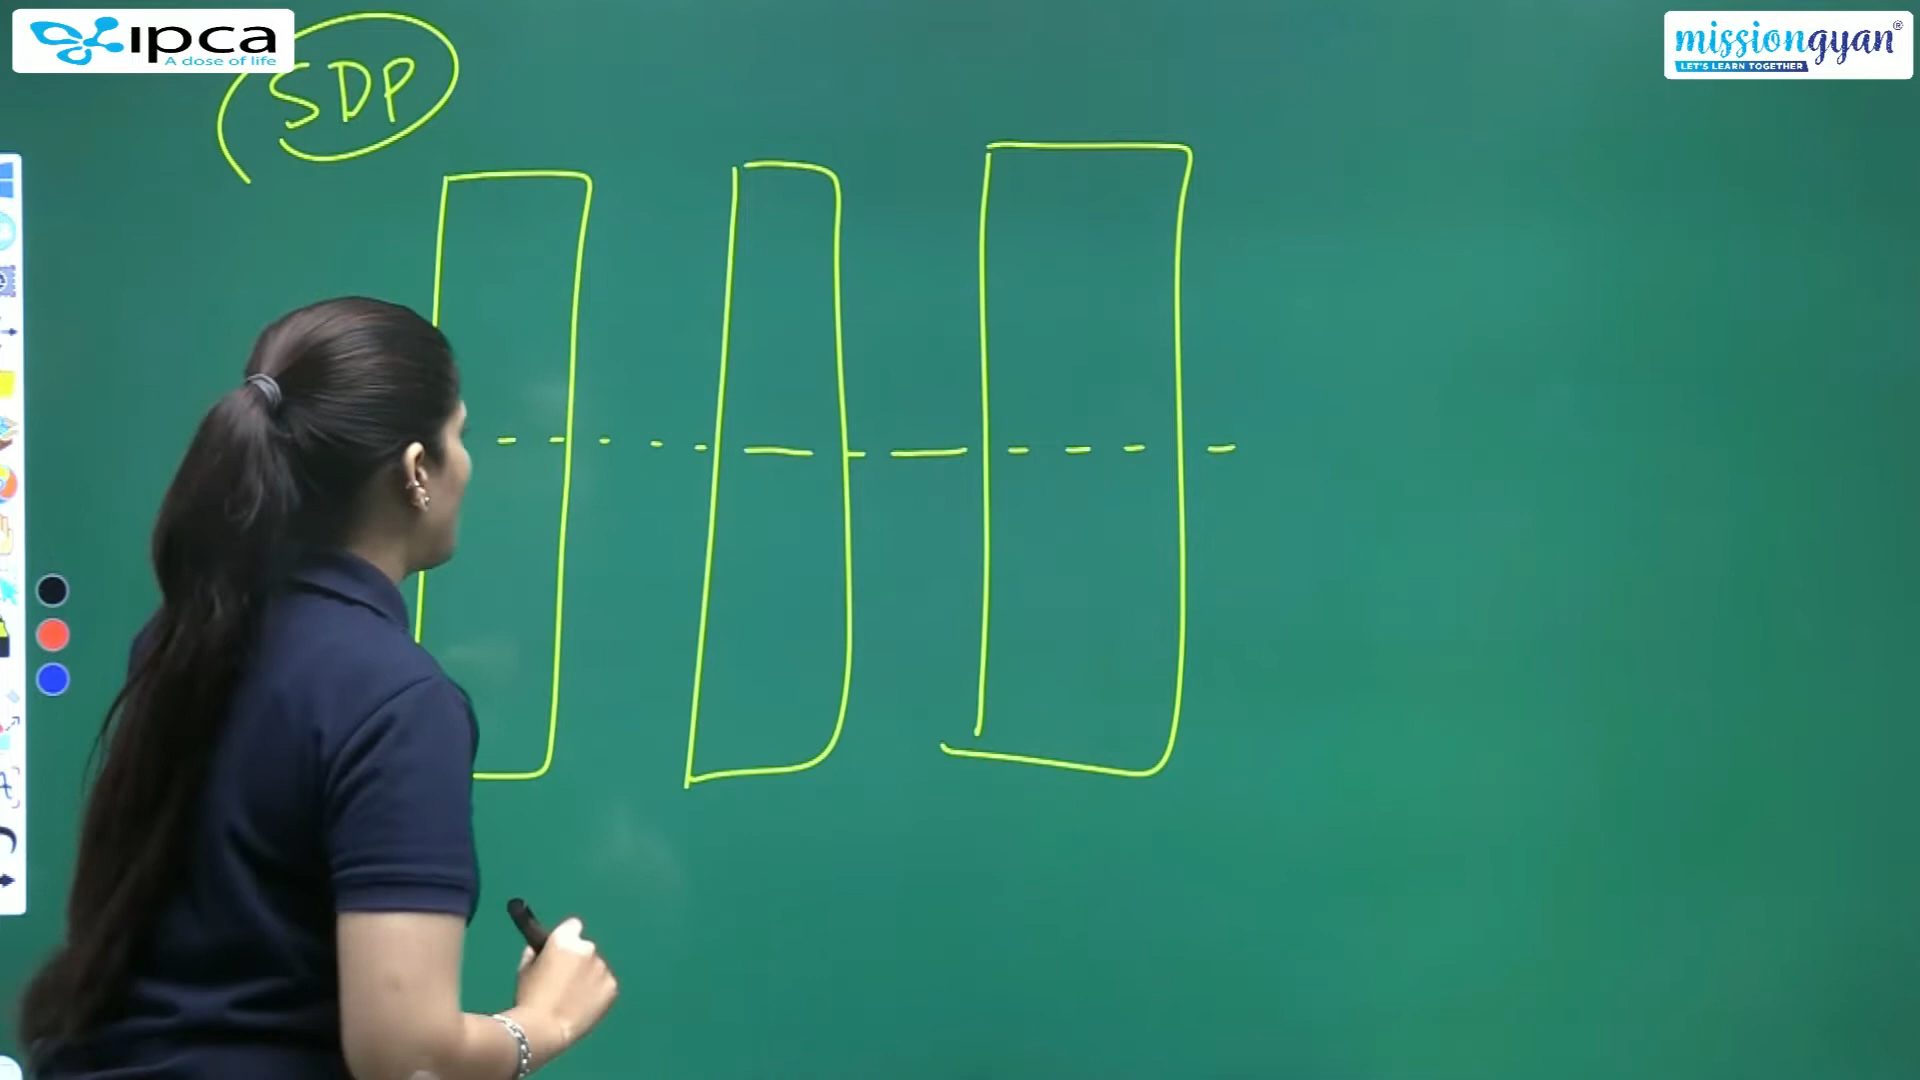 ipca
A dose of life
missiongyan®
LET'S LEARN TOGETHER
SDP